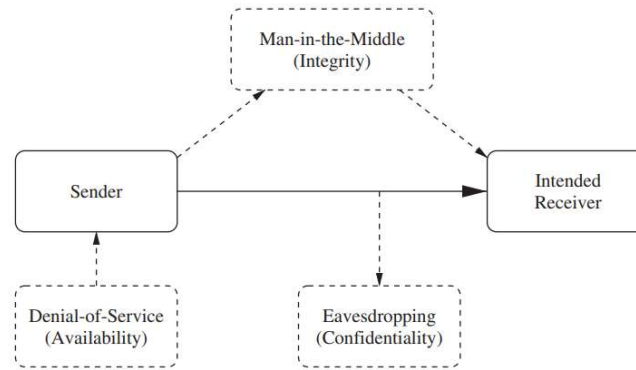 Man-in-the-Middle
(Integrity)
Sender
Intended
Receiver
Denial-of-Service
(Availability)
Eavesdropping
(Confidentiality)